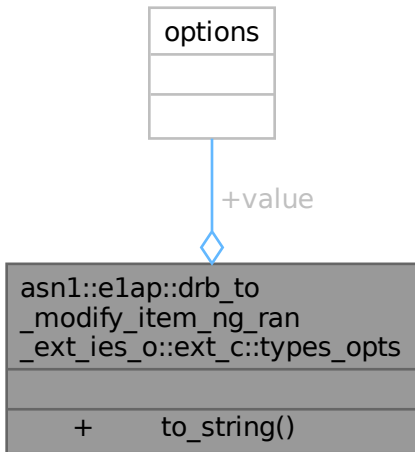 options
+value
asn1::e1ap::drb_to
_modify_item_ng_ran
_ext_ies_o::ext_c::types_opts
+ to_string()